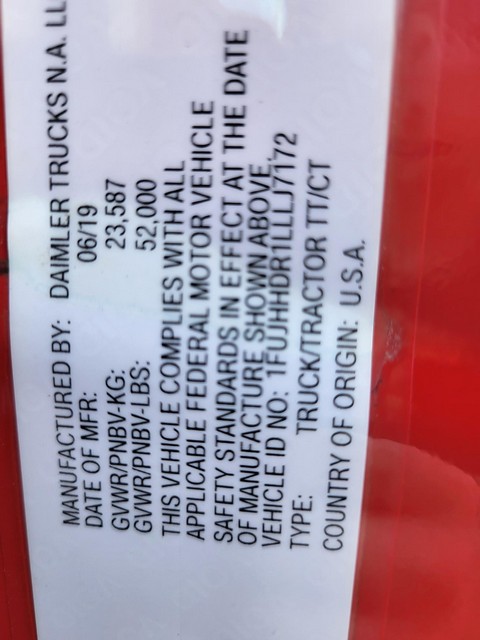 MANUFACTURED BY: DAIMLER TRUCKS N.A. LL
DATE OF MFR: 06/19
GVWR/PNBV-KG: 23,587
GVWR/PNBV-LBS: 52,000
THIS VEHICLE COMPLIES WITH ALL
APPLICABLE FEDERAL MOTOR VEHICLE
SAFETY STANDARDS IN EFFECT AT THE DATE
OF MANUFACTURE SHOWN ABOVE.
VEHICLE ID NO: 1FUJHHDR1LLLJ7172
TYPE: TRUCK/TRACTOR TT/CT
COUNTRY OF ORIGIN: U.S.A.